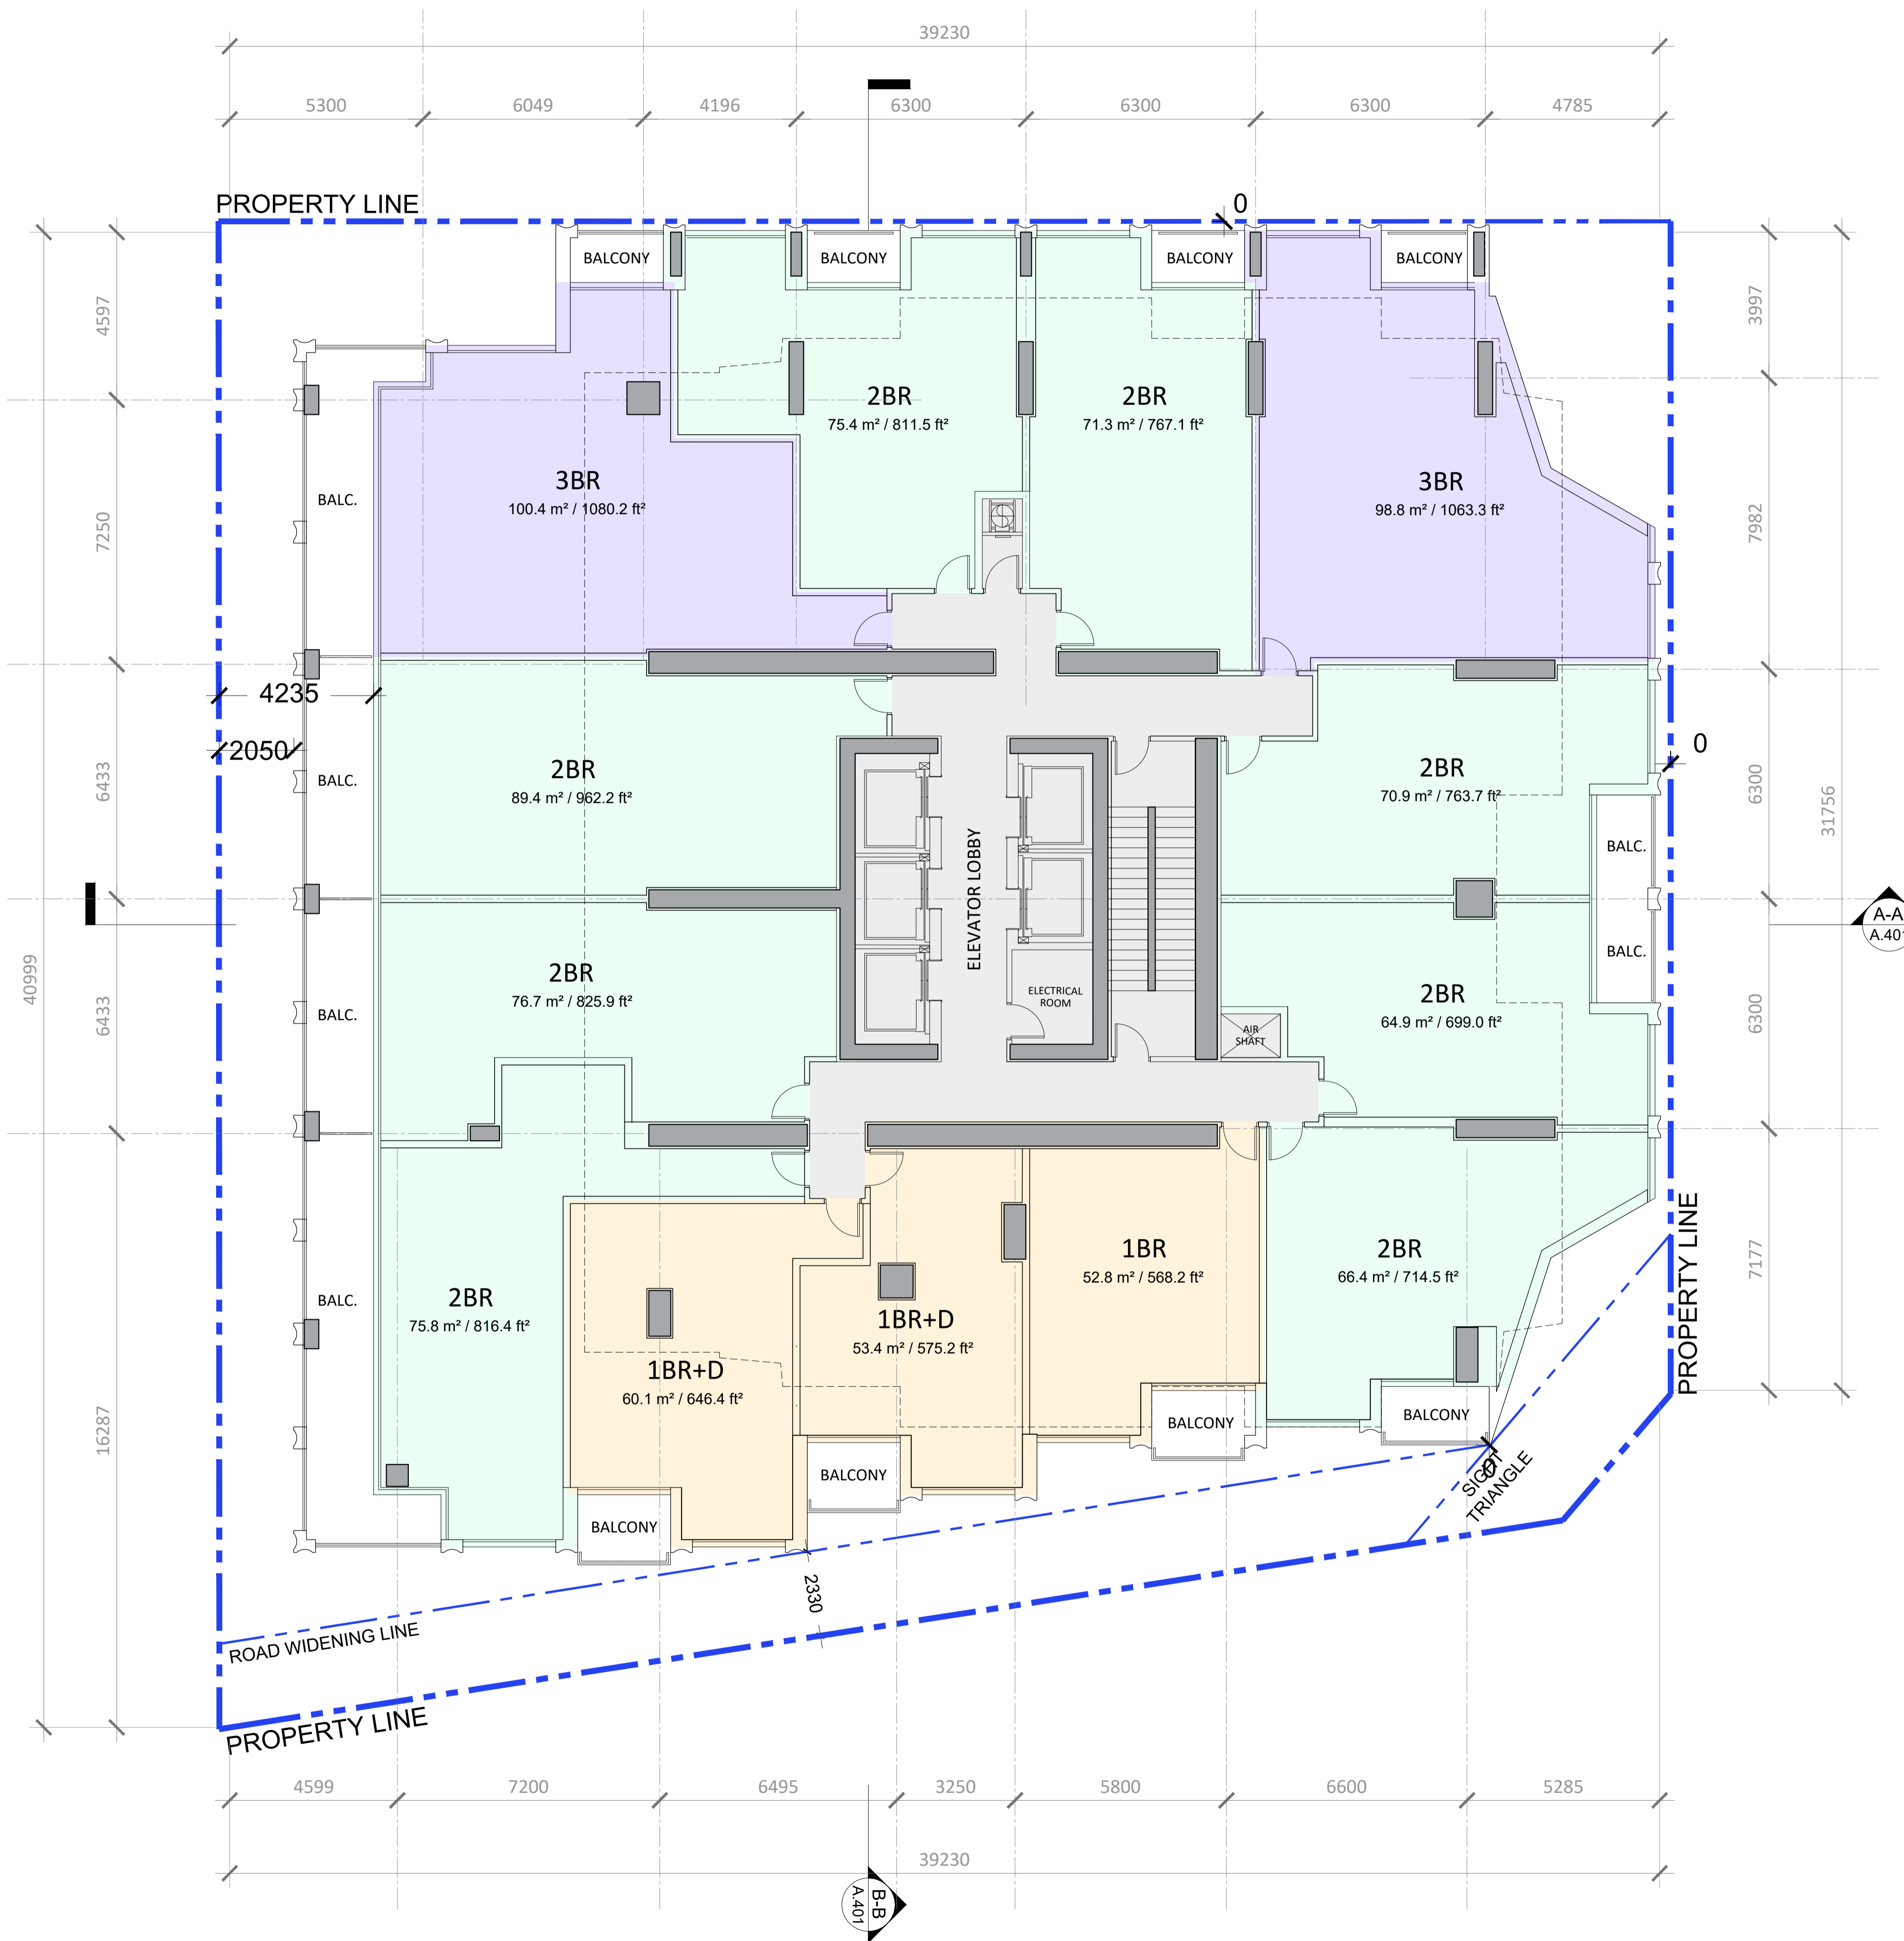 39230
5300
6049
4196
6300
6300
6300
4785
PROPERTY LINE
0
BALCONY
BALCONY
BALCONY
BALCONY
4597
3997
2BR
75.4 m² / 811.5 ft²
2BR
71.3 m² / 767.1 ft²
3BR
100.4 m² / 1080.2 ft²
3BR
98.8 m² / 1063.3 ft²
BALC.
7250
7982
4235
2050
0
2BR
89.4 m² / 962.2 ft²
2BR
70.9 m² / 763.7 ft²
BALC.
6433
6300
31756
BALC.
ELEVATOR LOBBY
A-A
A.401
BALC.
40999
2BR
76.7 m² / 825.9 ft²
ELECTRICAL
ROOM
2BR
64.9 m² / 699.0 ft²
BALC.
6433
6300
AIR
SHAFT
PROPERTY LINE
1BR
52.8 m² / 568.2 ft²
2BR
66.4 m² / 714.5 ft²
7177
BALC.
2BR
75.8 m² / 816.4 ft²
1BR+D
53.4 m² / 575.2 ft²
1BR+D
60.1 m² / 646.4 ft²
16287
BALCONY
BALCONY
BALCONY
BALCONY
0
SIGHT
TRIANGLE
2330
ROAD WIDENING LINE
PROPERTY LINE
4599
7200
6495
3250
5800
6600
5285
39230
B-B
A.401